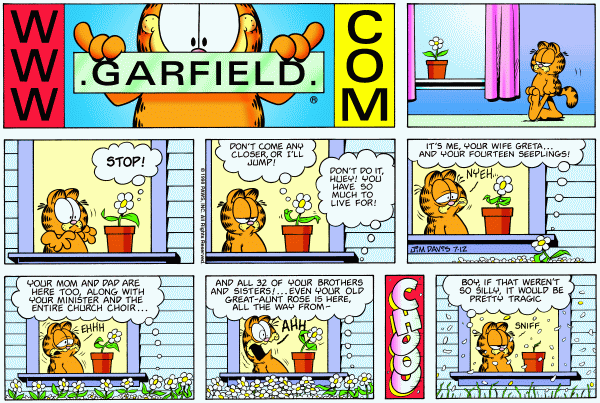 WWW
.GARFIELD.
COM
®
STOP!
© 1998 PAWS, INC. All Rights Reserved.
DON'T COME ANY
CLOSER, OR I'LL
JUMP!
DON'T DO IT,
HUEY! YOU
HAVE SO
MUCH TO
LIVE FOR!
IT'S ME, YOUR WIFE GRETA...
AND YOUR FOURTEEN SEEDLINGS!
NYEH...
JIM DAVIS 7-12
YOUR MOM AND DAD ARE
HERE TOO, ALONG WITH
YOUR MINISTER AND THE
ENTIRE CHURCH CHOIR...
EHHH
AND ALL 32 OF YOUR BROTHERS
AND SISTERS!...EVEN YOUR OLD
GREAT-AUNT ROSE IS HERE,
ALL THE WAY FROM-
AHH
CHOO
BOY, IF THAT WEREN'T
SO SILLY, IT WOULD BE
PRETTY TRAGIC
SNIFF